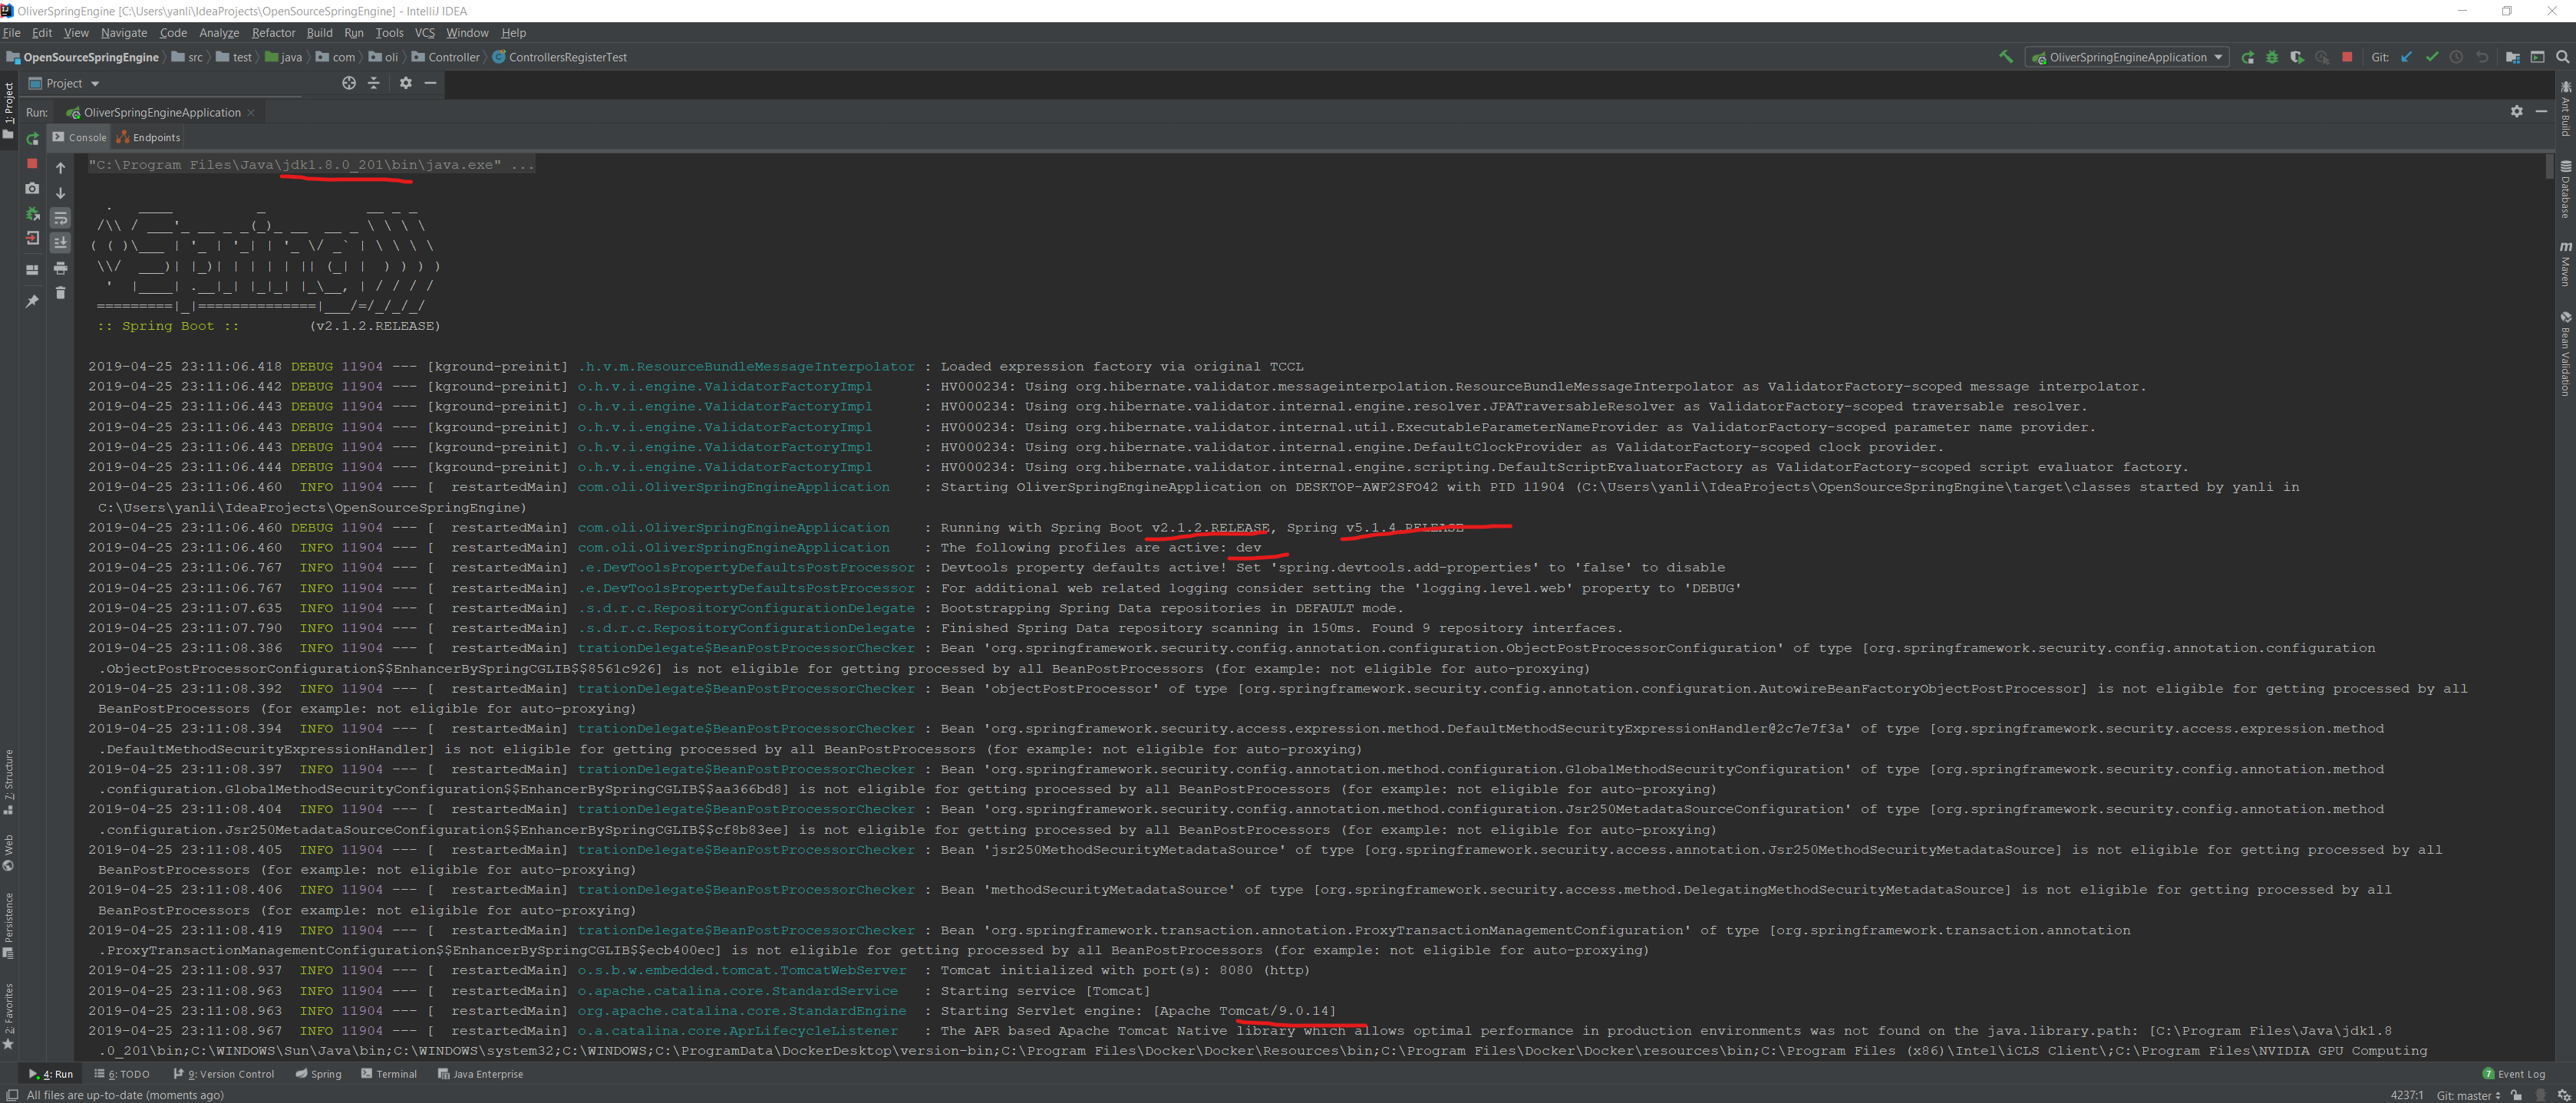 OliverSpringEngine [C:\Users\yanli\IdeaProjects\OpenSourceSpringEngine] - IntelliJ IDEA
File Edit View Navigate Code Analyze Refactor Build Run Tools VCS Window Help
OpenSourceSpringEngine src test java com oli Controller ControllersRegisterTest OliverSpringEngineApplication Git:
Project
Run: OliverSpringEngineApplication
Console Endpoints
"C:\Program Files\Java\jdk1.8.0_201\bin\java.exe" ...
  .   ____          _            __ _ _
 /\\ / ___'_ __ _ _(_)_ __  __ _ \ \ \ \
( ( )\___ | '_ | '_| | '_ \/ _` | \ \ \ \
 \\/  ___)| |_)| | | | | || (_| |  ) ) ) )
  '  |____| .__|_| |_|_| |_\__, | / / / /
 =========|_|==============|___/=/_/_/_/
 :: Spring Boot ::        (v2.1.2.RELEASE)
2019-04-25 23:11:06.418 DEBUG 11904 --- [kground-preinit] .h.v.m.ResourceBundleMessageInterpolator : Loaded expression factory via original TCCL
2019-04-25 23:11:06.442 DEBUG 11904 --- [kground-preinit] o.h.v.i.engine.ValidatorFactoryImpl      : HV000234: Using org.hibernate.validator.messageinterpolation.ResourceBundleMessageInterpolator as ValidatorFactory-scoped message interpolator.
2019-04-25 23:11:06.443 DEBUG 11904 --- [kground-preinit] o.h.v.i.engine.ValidatorFactoryImpl      : HV000234: Using org.hibernate.validator.internal.engine.resolver.JPATraversableResolver as ValidatorFactory-scoped traversable resolver.
2019-04-25 23:11:06.443 DEBUG 11904 --- [kground-preinit] o.h.v.i.engine.ValidatorFactoryImpl      : HV000234: Using org.hibernate.validator.internal.util.ExecutableParameterNameProvider as ValidatorFactory-scoped parameter name provider.
2019-04-25 23:11:06.443 DEBUG 11904 --- [kground-preinit] o.h.v.i.engine.ValidatorFactoryImpl      : HV000234: Using org.hibernate.validator.internal.engine.DefaultClockProvider as ValidatorFactory-scoped clock provider.
2019-04-25 23:11:06.444 DEBUG 11904 --- [kground-preinit] o.h.v.i.engine.ValidatorFactoryImpl      : HV000234: Using org.hibernate.validator.internal.engine.scripting.DefaultScriptEvaluatorFactory as ValidatorFactory-scoped script evaluator factory.
2019-04-25 23:11:06.460  INFO 11904 --- [  restartedMain] com.oli.OliverSpringEngineApplication    : Starting OliverSpringEngineApplication on DESKTOP-AWF2SFO42 with PID 11904 (C:\Users\yanli\IdeaProjects\OpenSourceSpringEngine\target\classes started by yanli in
C:\Users\yanli\IdeaProjects\OpenSourceSpringEngine)
2019-04-25 23:11:06.460 DEBUG 11904 --- [  restartedMain] com.oli.OliverSpringEngineApplication    : Running with Spring Boot v2.1.2.RELEASE, Spring v5.1.4.RELEASE
2019-04-25 23:11:06.460  INFO 11904 --- [  restartedMain] com.oli.OliverSpringEngineApplication    : The following profiles are active: dev
2019-04-25 23:11:06.767  INFO 11904 --- [  restartedMain] .e.DevToolsPropertyDefaultsPostProcessor : Devtools property defaults active! Set 'spring.devtools.add-properties' to 'false' to disable
2019-04-25 23:11:06.767  INFO 11904 --- [  restartedMain] .e.DevToolsPropertyDefaultsPostProcessor : For additional web related logging consider setting the 'logging.level.web' property to 'DEBUG'
2019-04-25 23:11:07.635  INFO 11904 --- [  restartedMain] .s.d.r.c.RepositoryConfigurationDelegate : Bootstrapping Spring Data repositories in DEFAULT mode.
2019-04-25 23:11:07.790  INFO 11904 --- [  restartedMain] .s.d.r.c.RepositoryConfigurationDelegate : Finished Spring Data repository scanning in 150ms. Found 9 repository interfaces.
2019-04-25 23:11:08.386  INFO 11904 --- [  restartedMain] trationDelegate$BeanPostProcessorChecker : Bean 'org.springframework.security.config.annotation.configuration.ObjectPostProcessorConfiguration' of type [org.springframework.security.config.annotation.configuration
.ObjectPostProcessorConfiguration$$EnhancerBySpringCGLIB$$8561c926] is not eligible for getting processed by all BeanPostProcessors (for example: not eligible for auto-proxying)
2019-04-25 23:11:08.392  INFO 11904 --- [  restartedMain] trationDelegate$BeanPostProcessorChecker : Bean 'objectPostProcessor' of type [org.springframework.security.config.annotation.configuration.AutowireBeanFactoryObjectPostProcessor] is not eligible for getting processed by all
BeanPostProcessors (for example: not eligible for auto-proxying)
2019-04-25 23:11:08.394  INFO 11904 --- [  restartedMain] trationDelegate$BeanPostProcessorChecker : Bean 'org.springframework.security.access.expression.method.DefaultMethodSecurityExpressionHandler@2c7e7f3a' of type [org.springframework.security.access.expression.method
.DefaultMethodSecurityExpressionHandler] is not eligible for getting processed by all BeanPostProcessors (for example: not eligible for auto-proxying)
2019-04-25 23:11:08.397  INFO 11904 --- [  restartedMain] trationDelegate$BeanPostProcessorChecker : Bean 'org.springframework.security.config.annotation.method.configuration.GlobalMethodSecurityConfiguration' of type [org.springframework.security.config.annotation.method
.configuration.GlobalMethodSecurityConfiguration$$EnhancerBySpringCGLIB$$aa366bd8] is not eligible for getting processed by all BeanPostProcessors (for example: not eligible for auto-proxying)
2019-04-25 23:11:08.404  INFO 11904 --- [  restartedMain] trationDelegate$BeanPostProcessorChecker : Bean 'org.springframework.security.config.annotation.method.configuration.Jsr250MetadataSourceConfiguration' of type [org.springframework.security.config.annotation.method
.configuration.Jsr250MetadataSourceConfiguration$$EnhancerBySpringCGLIB$$cf8b83ee] is not eligible for getting processed by all BeanPostProcessors (for example: not eligible for auto-proxying)
2019-04-25 23:11:08.405  INFO 11904 --- [  restartedMain] trationDelegate$BeanPostProcessorChecker : Bean 'jsr250MethodSecurityMetadataSource' of type [org.springframework.security.access.annotation.Jsr250MethodSecurityMetadataSource] is not eligible for getting processed by all
BeanPostProcessors (for example: not eligible for auto-proxying)
2019-04-25 23:11:08.406  INFO 11904 --- [  restartedMain] trationDelegate$BeanPostProcessorChecker : Bean 'methodSecurityMetadataSource' of type [org.springframework.security.access.method.DelegatingMethodSecurityMetadataSource] is not eligible for getting processed by all
BeanPostProcessors (for example: not eligible for auto-proxying)
2019-04-25 23:11:08.419  INFO 11904 --- [  restartedMain] trationDelegate$BeanPostProcessorChecker : Bean 'org.springframework.transaction.annotation.ProxyTransactionManagementConfiguration' of type [org.springframework.transaction.annotation
.ProxyTransactionManagementConfiguration$$EnhancerBySpringCGLIB$$ecb400ec] is not eligible for getting processed by all BeanPostProcessors (for example: not eligible for auto-proxying)
2019-04-25 23:11:08.937  INFO 11904 --- [  restartedMain] o.s.b.w.embedded.tomcat.TomcatWebServer  : Tomcat initialized with port(s): 8080 (http)
2019-04-25 23:11:08.963  INFO 11904 --- [  restartedMain] o.apache.catalina.core.StandardService   : Starting service [Tomcat]
2019-04-25 23:11:08.963  INFO 11904 --- [  restartedMain] org.apache.catalina.core.StandardEngine  : Starting Servlet engine: [Apache Tomcat/9.0.14]
2019-04-25 23:11:08.967  INFO 11904 --- [  restartedMain] o.a.catalina.core.AprLifecycleListener   : The APR based Apache Tomcat Native library which allows optimal performance in production environments was not found on the java.library.path: [C:\Program Files\Java\jdk1.8
.0_201\bin;C:\WINDOWS\Sun\Java\bin;C:\WINDOWS\system32;C:\WINDOWS;C:\ProgramData\DockerDesktop\version-bin;C:\Program Files\Docker\Docker\Resources\bin;C:\Program Files\Docker\Docker\resources\bin;C:\Program Files (x86)\Intel\iCLS Client\;C:\Program Files\NVIDIA GPU Computing
1: Project
7: Structure
Web
Persistence
2: Favorites
Ant Build
Database
m Maven
Bean Validation
4: Run 6: TODO 9: Version Control Spring Terminal Java Enterprise 7 Event Log
All files are up-to-date (moments ago) 4237:1 Git: master